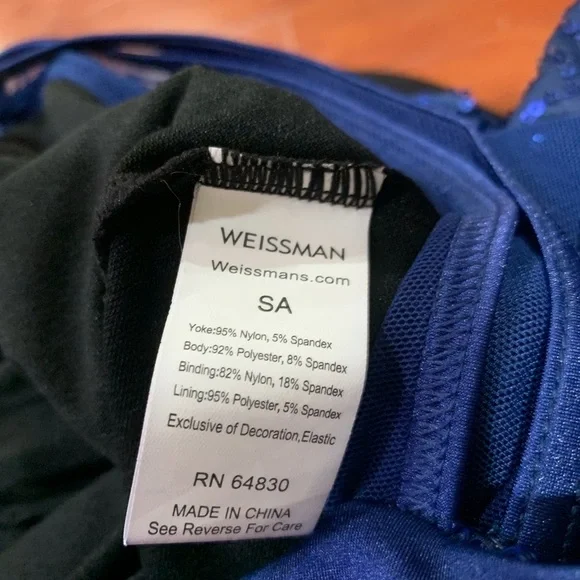 WEISSMAN
Weissmans.com
SA
Yoke:95% Nylon, 5% Spandex
Body:92% Polyester, 8% Spandex
Binding:82% Nylon, 18% Spandex
Lining:95% Polyester, 5% Spandex
Exclusive of Decoration,Elastic
RN 64830
MADE IN CHINA
See Reverse For Care